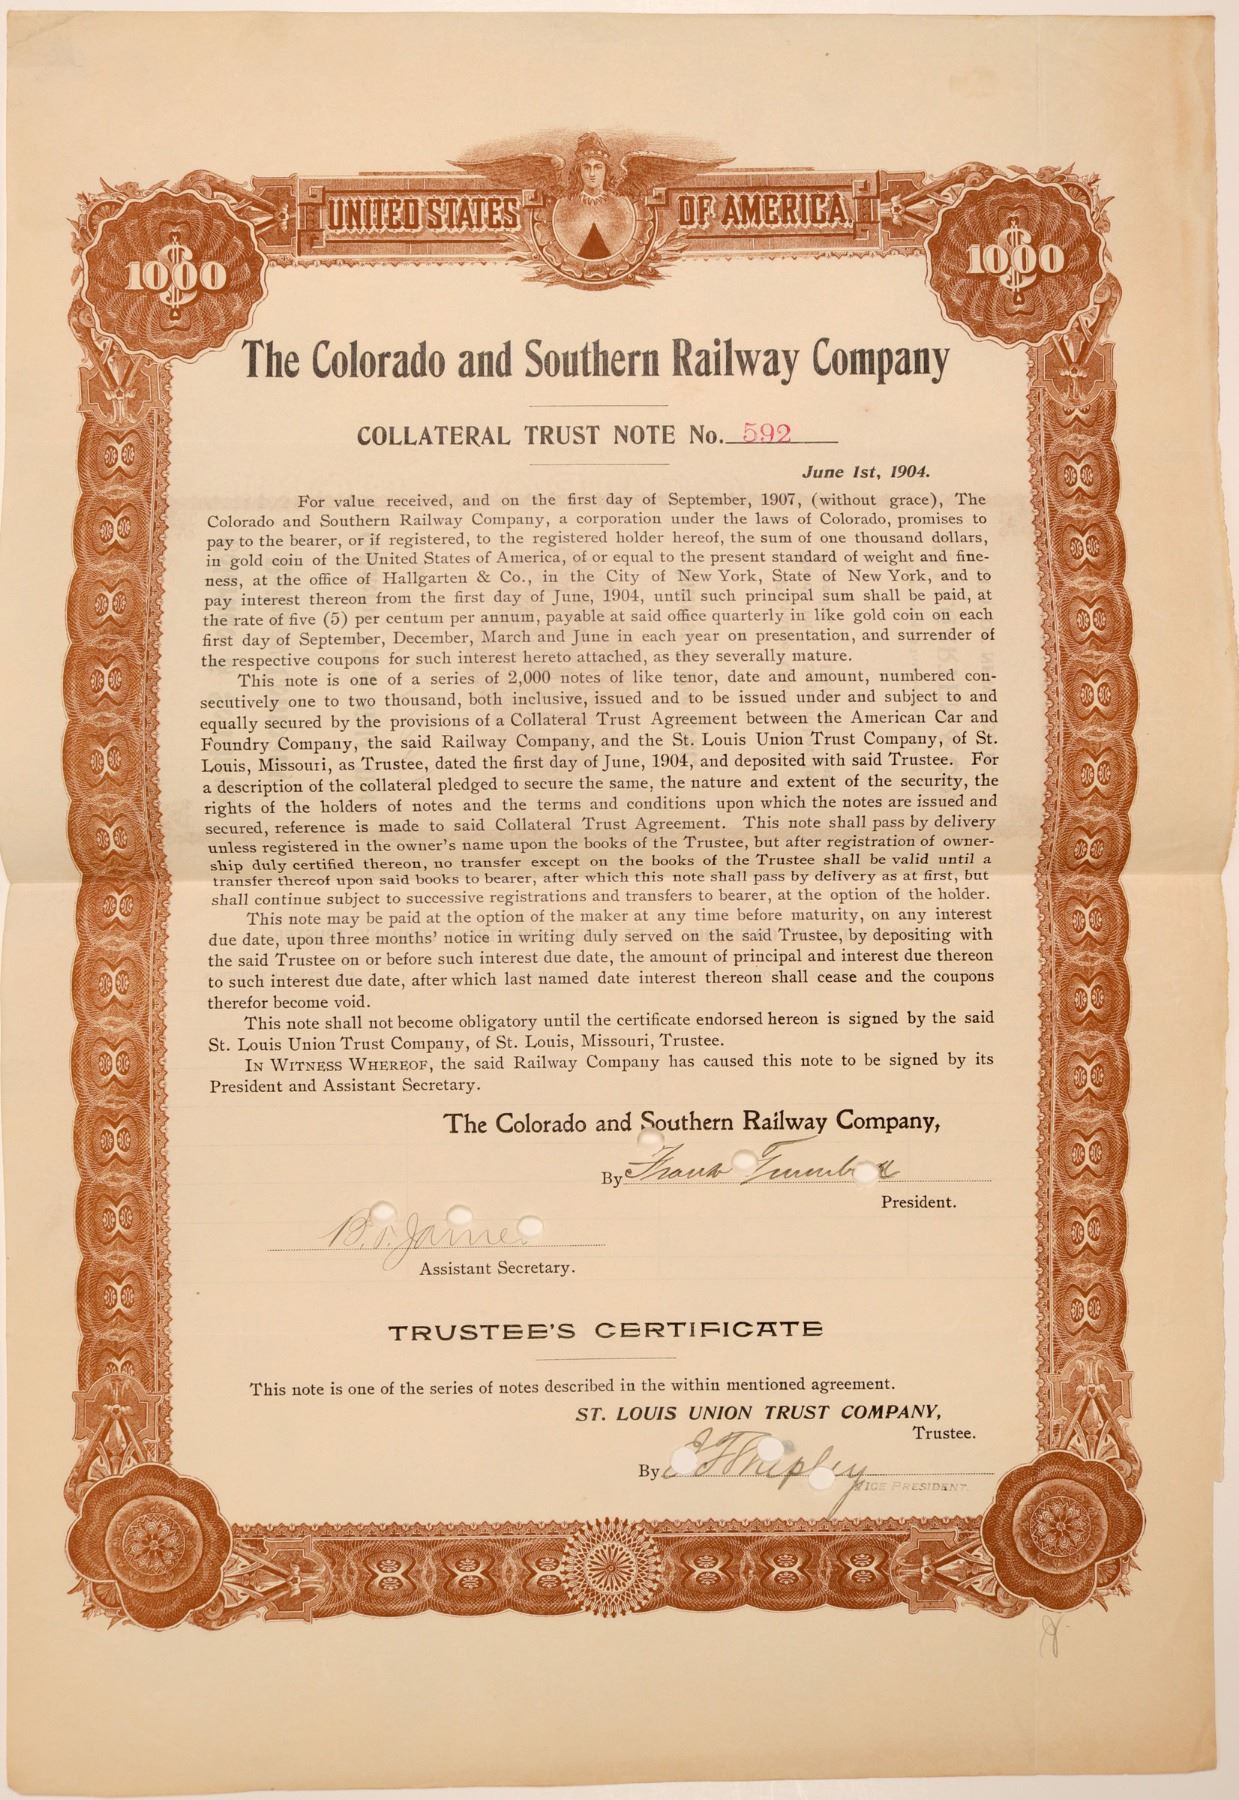 UNITED STATES OF AMERICA.
1000 1000
The Colorado and Southern Railway Company
COLLATERAL TRUST NOTE No. 592
June 1st, 1904.
For value received, and on the first day of September, 1907, (without grace), The
Colorado and Southern Railway Company, a corporation under the laws of Colorado, promises to
pay to the bearer, or if registered, to the registered holder hereof, the sum of one thousand dollars,
in gold coin of the United States of America, of or equal to the present standard of weight and fine-
ness, at the office of Hallgarten & Co., in the City of New York, State of New York, and to
pay interest thereon from the first day of June, 1904, until such principal sum shall be paid, at
the rate of five (5) per centum per annum, payable at said office quarterly in like gold coin on each
first day of September, December, March and June in each year on presentation, and surrender of
the respective coupons for such interest hereto attached, as they severally mature.
This note is one of a series of 2,000 notes of like tenor, date and amount, numbered con-
secutively one to two thousand, both inclusive, issued and to be issued under and subject to and
equally secured by the provisions of a Collateral Trust Agreement between the American Car and
Foundry Company, the said Railway Company, and the St. Louis Union Trust Company, of St.
Louis, Missouri, as Trustee, dated the first day of June, 1904, and deposited with said Trustee. For
a description of the collateral pledged to secure the same, the nature and extent of the security, the
rights of the holders of notes and the terms and conditions upon which the notes are issued and
secured, reference is made to said Collateral Trust Agreement. This note shall pass by delivery
unless registered in the owner's name upon the books of the Trustee, but after registration of owner-
ship duly certified thereon, no transfer except on the books of the Trustee shall be valid until a
transfer thereof upon said books to bearer, after which this note shall pass by delivery as at first, but
shall continue subject to successive registrations and transfers to bearer, at the option of the holder.
This note may be paid at the option of the maker at any time before maturity, on any interest
due date, upon three months' notice in writing duly served on the said Trustee, by depositing with
the said Trustee on or before such interest due date, the amount of principal and interest due thereon
to such interest due date, after which last named date interest thereon shall cease and the coupons
therefor become void.
This note shall not become obligatory until the certificate endorsed hereon is signed by the said
St. Louis Union Trust Company, of St. Louis, Missouri, Trustee.
IN WITNESS WHEREOF, the said Railway Company has caused this note to be signed by its
President and Assistant Secretary.
The Colorado and Southern Railway Company,
By Frank Trumbull
President.
B. F. James
Assistant Secretary.
TRUSTEE'S CERTIFICATE
This note is one of the series of notes described in the within mentioned agreement.
ST. LOUIS UNION TRUST COMPANY,
Trustee.
By
VICE PRESIDENT.